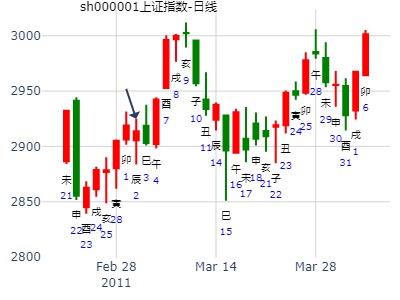 sh000001上证指数-日线
3000
2950
2900
2850
2800
未
21
申
22
酉
23
戌
24
亥
25
寅
28
卯
1
辰
2
巳
3
午
4
酉
7
戌
8
亥
9
子
10
丑
11
辰
14
巳
15
午
16
未
17
申
18
亥
21
子
22
丑
23
寅
24
卯
25
午
28
未
29
申
30
酉
31
戌
1
卯
6
Feb 28
2011
Mar 14
Mar 28